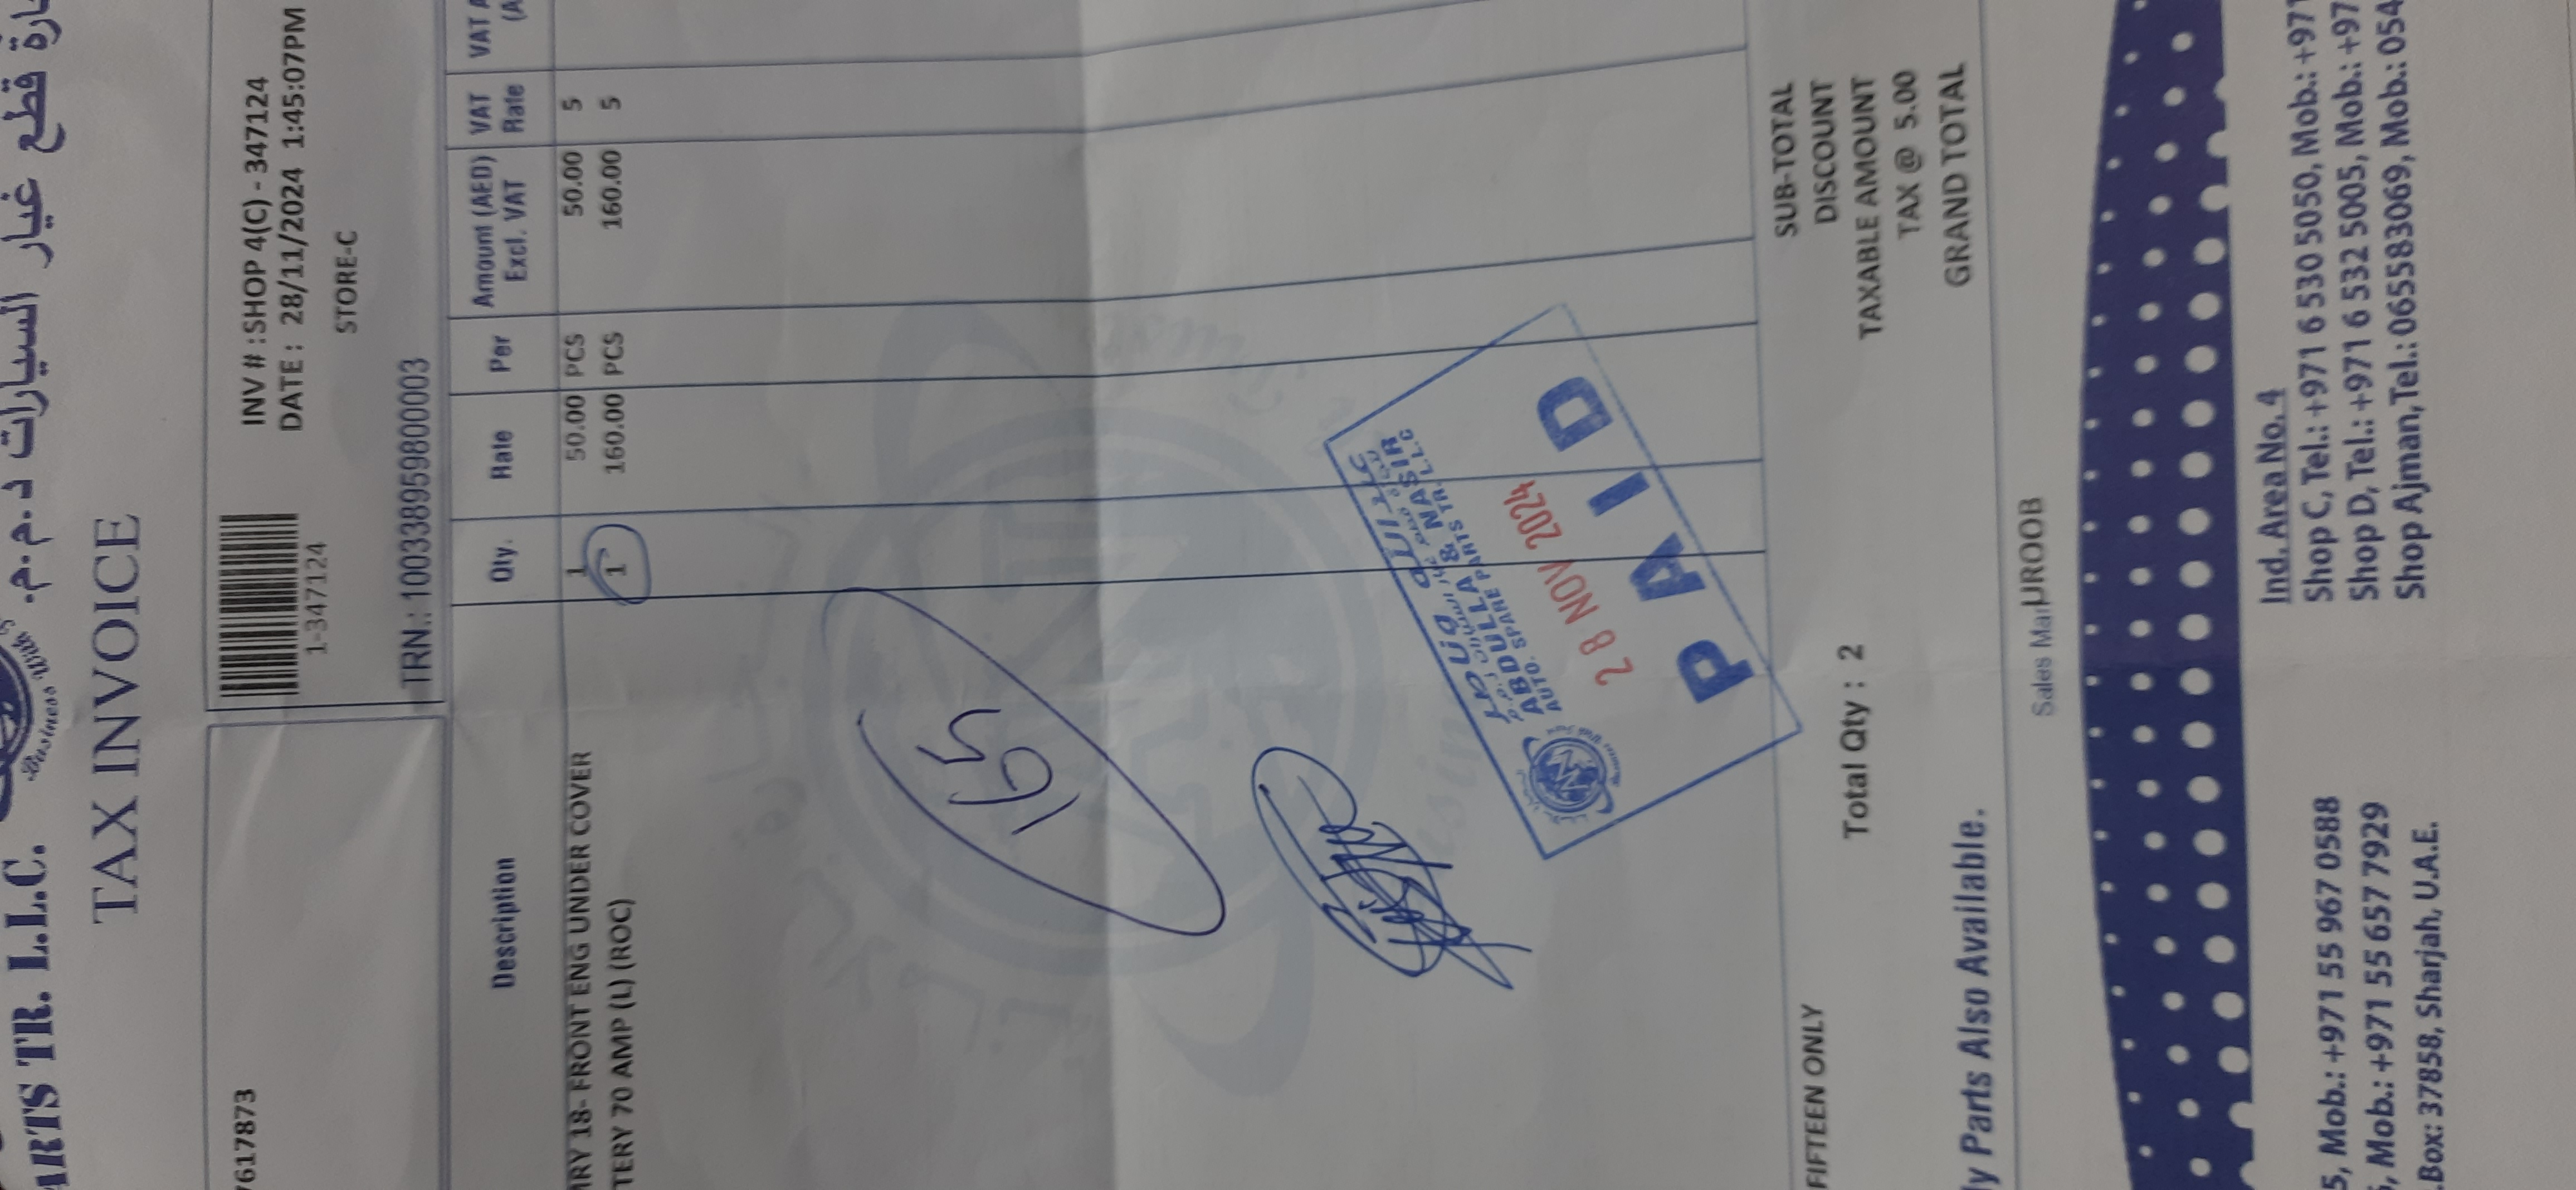 قطع غيار السيارات ذ.م.م.
ARTS TR. L.L.C.
Business With
TAX INVOICE
7617873
INV # : SHOP 4(C) - 347124
DATE : 28/11/2024 1:45:07PM
1-347124
STORE-C
TRN.: 100338959800003
Description Qty. Rate Per Amount (AED) Excl. VAT VAT Rate VAT
MRY 18- FRONT ENG UNDER COVER 1 50.00 PCS 50.00 5
TERY 70 AMP (L) (ROC) 1 160.00 PCS 160.00 5
ABDULLA & NASIR
AUTO. SPARE PARTS TR. L.L.C
28 NOV 2024
PAID
SUB-TOTAL
DISCOUNT
FIFTEEN ONLY
Total Qty : 2
TAXABLE AMOUNT
TAX @ 5.00
GRAND TOTAL
y Parts Also Available.
Sales Man
UROOB
Ind. Area No. 4
Shop C, Tel.: +971 6 530 5050, Mob.: +971
5, Mob.: +971 55 967 0588
Shop D, Tel.: +971 6 532 5005, Mob.: +97
, Mob.: +971 55 657 7929
Shop Ajman, Tel.: 065583069, Mob.: 054
.Box: 37858, Sharjah, U.A.E.